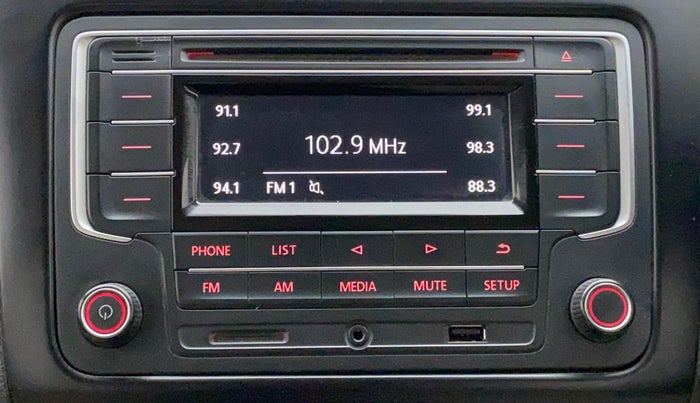 91.1 99.1
92.7 102.9 MHz 98.3
94.1 FM 1 88.3
PHONE LIST
FM AM MEDIA MUTE SETUP